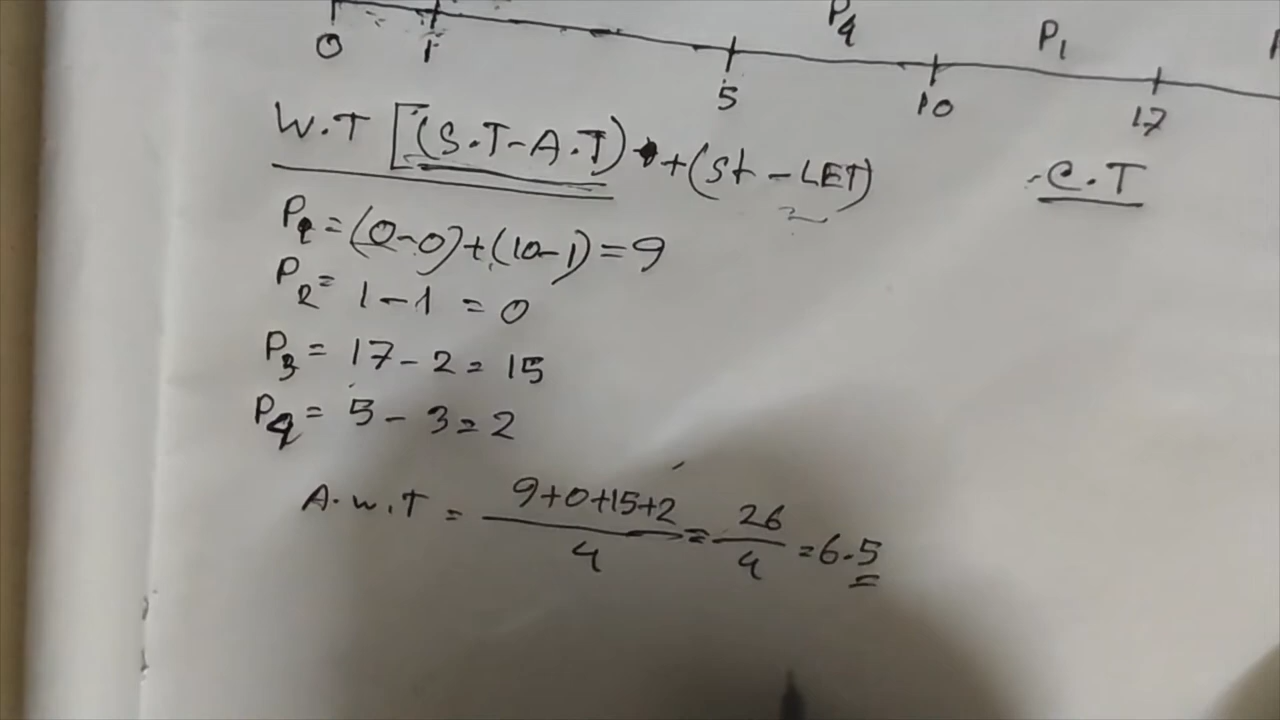 P4 P1
0 1 5 10 17
W.T [(S.T-A.T) +(St-LET)
C.T
P1=(0-0)+(10-1)=9
P2= 1-1 =0
P3= 17-2=15
P4= 5-3=2
A.W.T = 9+0+15+2/4 = 26/4 =6.5